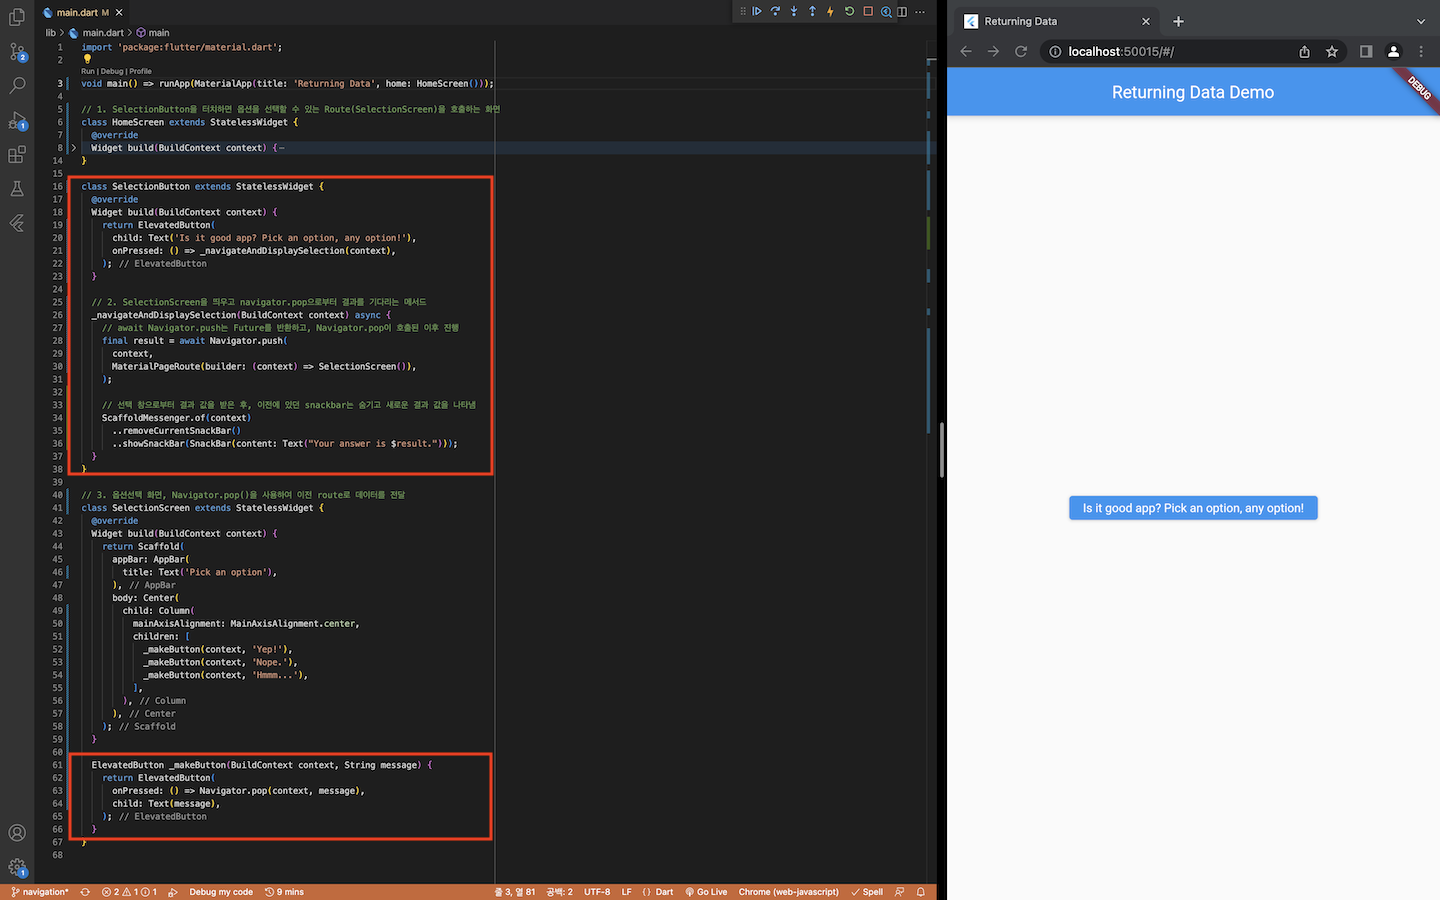 main.dart M
lib > main.dart > main
1 import 'package:flutter/material.dart';
2
Run | Debug | Profile
3 void main() => runApp(MaterialApp(title: 'Returning Data', home: HomeScreen()));
4
5 // 1. SelectionButton을 터치하면 옵션을 선택할 수 있는 Route(SelectionScreen)을 호출하는 화면
6 class HomeScreen extends StatelessWidget {
7 @override
8 Widget build(BuildContext context) {
14 }
15
16 class SelectionButton extends StatelessWidget {
17 @override
18 Widget build(BuildContext context) {
19 return ElevatedButton(
20 child: Text('Is it good app? Pick an option, any option!'),
21 onPressed: () => _navigateAndDisplaySelection(context),
22 ); // ElevatedButton
23 }
24
25 // 2. SelectionScreen을 띄우고 navigator.pop으로부터 결과를 기다리는 메서드
26 _navigateAndDisplaySelection(BuildContext context) async {
27 // await Navigator.push는 Future를 반환하고, Navigator.pop이 호출된 이후 진행
28 final result = await Navigator.push(
29 context,
30 MaterialPageRoute(builder: (context) => SelectionScreen()),
31 );
32
33 // 선택 창으로부터 결과 값을 받은 후, 이전에 있던 snackbar는 숨기고 새로운 결과 값을 나타냄
34 ScaffoldMessenger.of(context)
35 ..removeCurrentSnackBar()
36 ..showSnackBar(SnackBar(content: Text("Your answer is $result.")));
37 }
38 }
39
40 // 3. 옵션선택 화면, Navigator.pop()을 사용하여 이전 route로 데이터를 전달
41 class SelectionScreen extends StatelessWidget {
42 @override
43 Widget build(BuildContext context) {
44 return Scaffold(
45 appBar: AppBar(
46 title: Text('Pick an option'),
47 ), // AppBar
48 body: Center(
49 child: Column(
50 mainAxisAlignment: MainAxisAlignment.center,
51 children: [
52 _makeButton(context, 'Yep!'),
53 _makeButton(context, 'Nope.'),
54 _makeButton(context, 'Hmmm...'),
55 ],
56 ), // Column
57 ), // Center
58 ); // Scaffold
59 }
60
61 ElevatedButton _makeButton(BuildContext context, String message) {
62 return ElevatedButton(
63 onPressed: () => Navigator.pop(context, message),
64 child: Text(message),
65 ); // ElevatedButton
66 }
67 }
68
2
1
1
navigation* 2 1 1 Debug my code 9 mins 줄 3, 열 81 공백: 2 UTF-8 LF {} Dart Go Live Chrome (web-javascript) Spell
Returning Data
localhost:50015/#/
Returning Data Demo
DEBUG
Is it good app? Pick an option, any option!